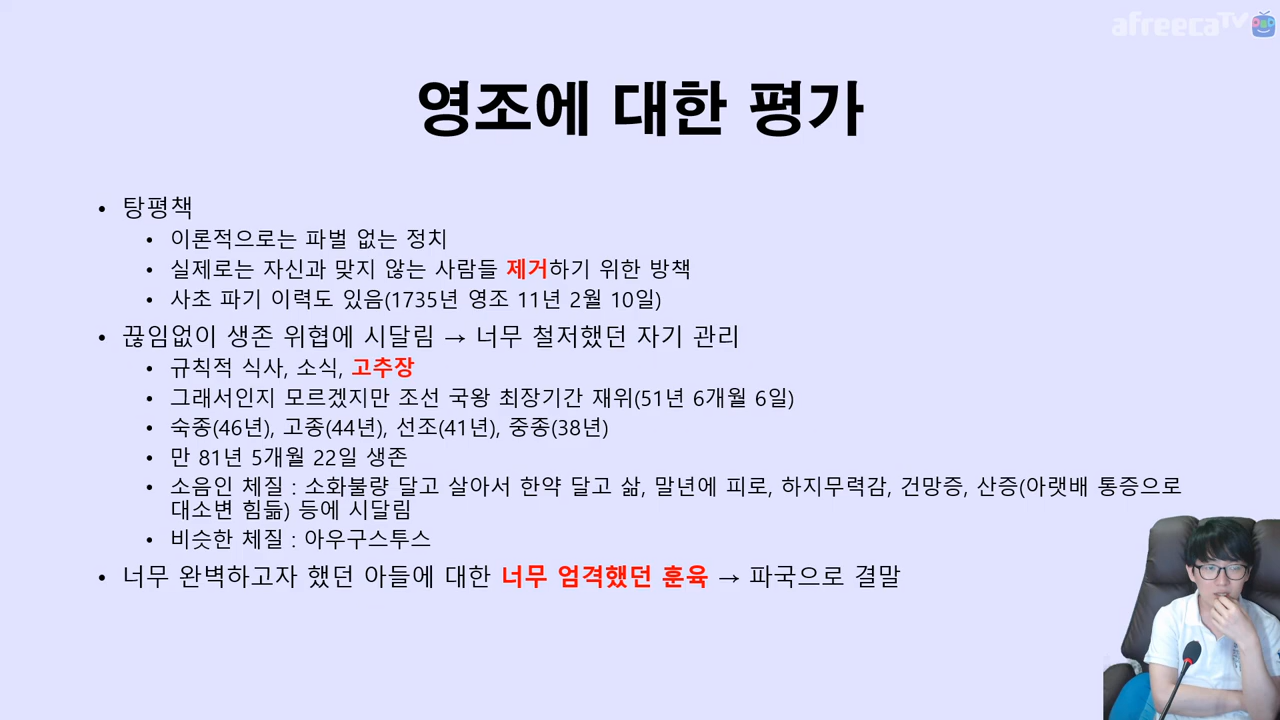 afreecaTV
영조에 대한 평가
• 탕평책
• 이론적으로는 파벌 없는 정치
• 실제로는 자신과 맞지 않는 사람들 제거하기 위한 방책
• 사초 파기 이력도 있음(1735년 영조 11년 2월 10일)
• 끊임없이 생존 위협에 시달림 → 너무 철저했던 자기 관리
• 규칙적 식사, 소식, 고추장
• 그래서인지 모르겠지만 조선 국왕 최장기간 재위(51년 6개월 6일)
• 숙종(46년), 고종(44년), 선조(41년), 중종(38년)
• 만 81년 5개월 22일 생존
• 소음인 체질 : 소화불량 달고 살아서 한약 달고 삶, 말년에 피로, 하지무력감, 건망증, 산증(아랫배 통증으로
대소변 힘듦) 등에 시달림
• 비슷한 체질 : 아우구스투스
• 너무 완벽하고자 했던 아들에 대한 너무 엄격했던 훈육 → 파국으로 결말